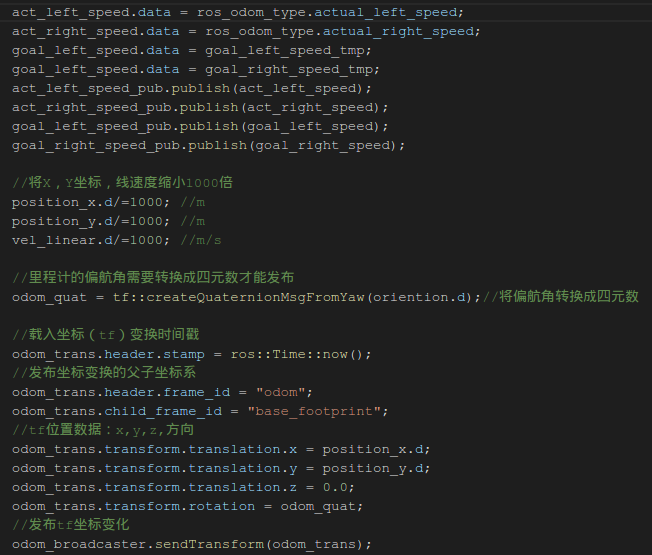 act_left_speed.data = ros_odom_type.actual_left_speed;
act_right_speed.data = ros_odom_type.actual_right_speed;
goal_left_speed.data = goal_left_speed_tmp;
goal_left_speed.data = goal_right_speed_tmp;
act_left_speed_pub.publish(act_left_speed);
act_right_speed_pub.publish(act_right_speed);
goal_left_speed_pub.publish(goal_left_speed);
goal_right_speed_pub.publish(goal_right_speed);
//将X，Y坐标，线速度缩小1000倍
position_x.d/=1000; //m
position_y.d/=1000; //m
vel_linear.d/=1000; //m/s
//里程计的偏航角需要转换成四元数才能发布
odom_quat = tf::createQuaternionMsgFromYaw(oriention.d);//将偏航角转换成四元数
//载入坐标（tf）变换时间戳
odom_trans.header.stamp = ros::Time::now();
//发布坐标变换的父子坐标系
odom_trans.header.frame_id = "odom";
odom_trans.child_frame_id = "base_footprint";
//tf位置数据：x,y,z,方向
odom_trans.transform.translation.x = position_x.d;
odom_trans.transform.translation.y = position_y.d;
odom_trans.transform.translation.z = 0.0;
odom_trans.transform.rotation = odom_quat;
//发布tf坐标变化
odom_broadcaster.sendTransform(odom_trans);